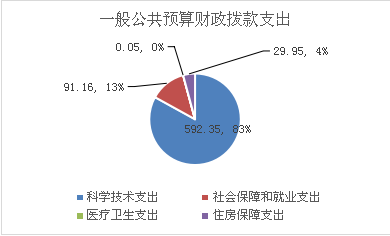 一般公共预算财政拨款支出
0.05, 0%
29.95, 4%
91.16, 13%
592.35, 83%
科学技术支出
社会保障和就业支出
医疗卫生支出
住房保障支出